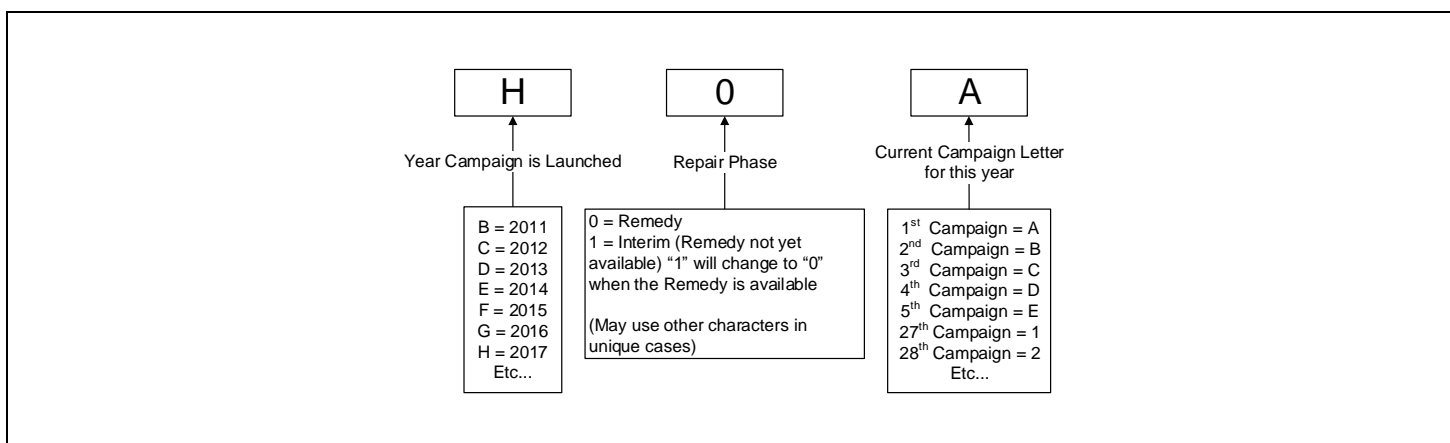 H
0
A
Year Campaign is Launched
Repair Phase
Current Campaign Letter
for this year
B = 2011
C = 2012
D = 2013
E = 2014
F = 2015
G = 2016
H = 2017
Etc...
0 = Remedy
1 = Interim (Remedy not yet
available) “1” will change to “0”
when the Remedy is available
(May use other characters in
unique cases)
1st Campaign = A
2nd Campaign = B
3rd Campaign = C
4th Campaign = D
5th Campaign = E
27th Campaign = 1
28th Campaign = 2
Etc...